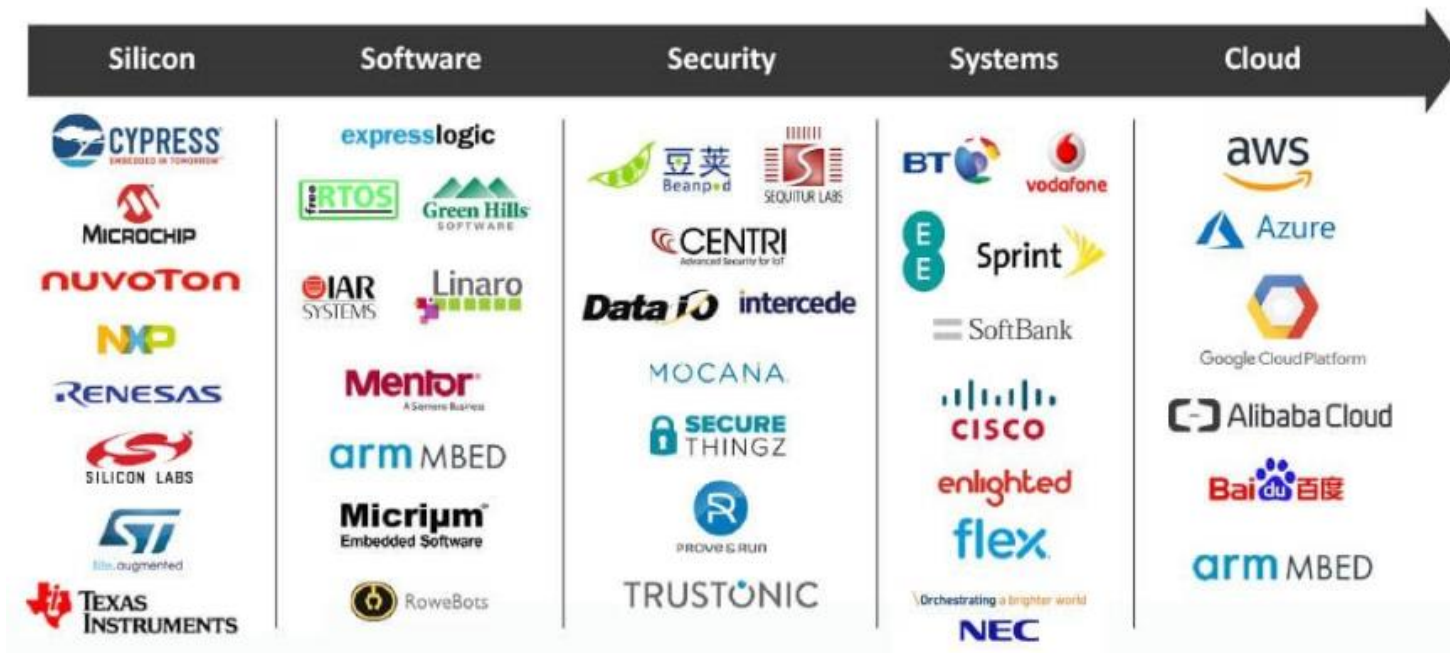 Silicon
Software
Security
Systems
Cloud
CYPRESS
EMBEDDED IN TOMORROW
MICROCHIP
nuvoTon
NXP
RENESAS
SILICON LABS
ST
life.augmented
TEXAS
INSTRUMENTS
expresslogic
freeRTOS
Green Hills
SOFTWARE
IAR
SYSTEMS
Linaro
Mentor
A Siemens Business
arm MBED
Micriµm
Embedded Software
RoweBots
豆荚
Beanpod
S
SEQUITUR LABS
CENTRI
Advanced Security for IoT
Data iO
intercede
MOCANA
SECURE
THINGZ
R
PROVE & RUN
TRUSTONIC
BT
vodafone
EE
Sprint
SoftBank
CISCO
enlighted
flex
\Orchestrating a brighter world
NEC
aws
Azure
Google Cloud Platform
Alibaba Cloud
Bai du 百度
arm MBED